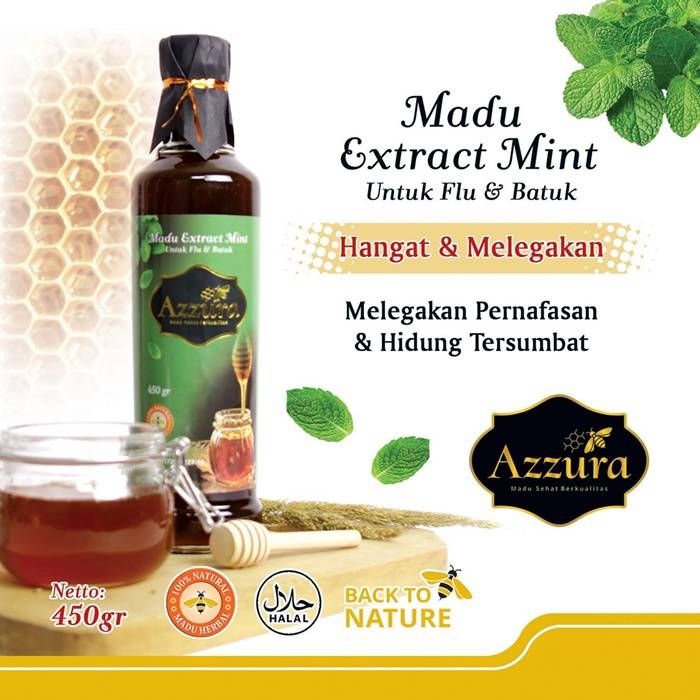 Madu
Extract Mint
Untuk Flu & Batuk
Hangat & Melegakan
Melegakan Pernafasan
& Hidung Tersumbat
Madu Extract Mint
Untuk Flu & Batuk
Azzura
450 gr
Azzura
Madu Sehat Berkualitas
Netto:
450gr
100% NATURAL
MADU HERBAL
حلال
HALAL
BACK TO
NATURE